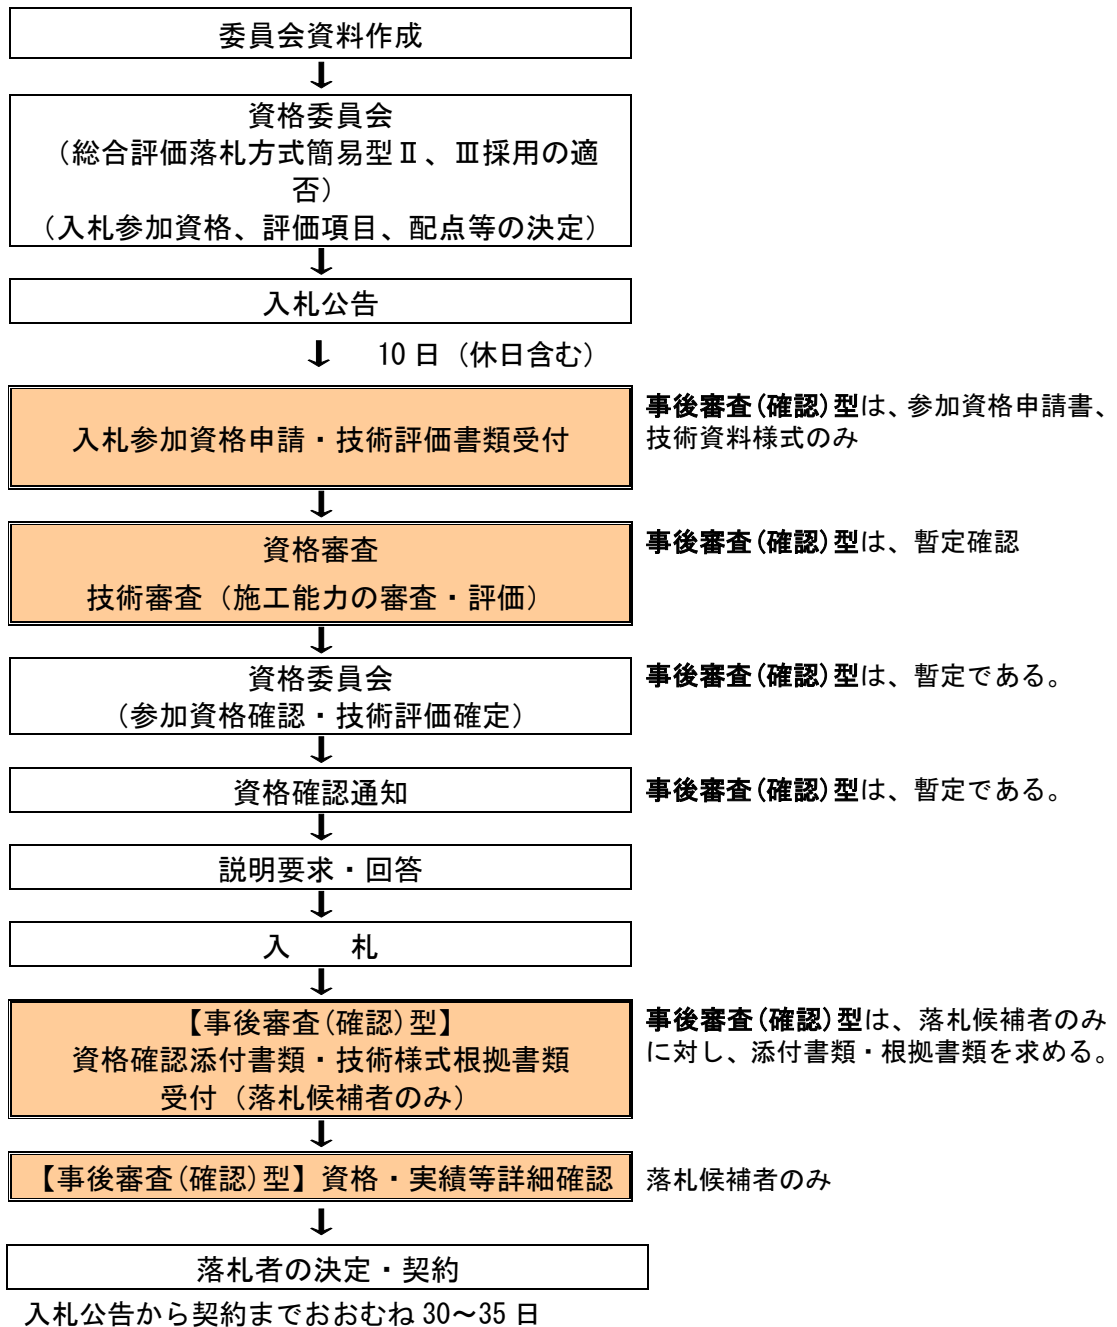 委員会資料作成
↓
資格委員会
（総合評価落札方式簡易型Ⅱ、Ⅲ採用の適
否）
（入札参加資格、評価項目、配点等の決定）
↓
入札公告
↓ 10日（休日含む）
入札参加資格申請・技術評価書類受付
事後審査(確認)型は、参加資格申請書、
技術資料様式のみ
↓
資格審査
技術審査（施工能力の審査・評価）
事後審査(確認)型は、暫定確認
↓
資格委員会
（参加資格確認・技術評価確定）
事後審査(確認)型は、暫定である。
↓
資格確認通知
事後審査(確認)型は、暫定である。
↓
説明要求・回答
↓
入　　札
↓
【事後審査(確認)型】
資格確認添付書類・技術様式根拠書類
受付（落札候補者のみ）
事後審査(確認)型は、落札候補者のみ
に対し、添付書類・根拠書類を求める。
↓
【事後審査(確認)型】資格・実績等詳細確認
落札候補者のみ
↓
落札者の決定・契約
入札公告から契約までおおむね30～35日